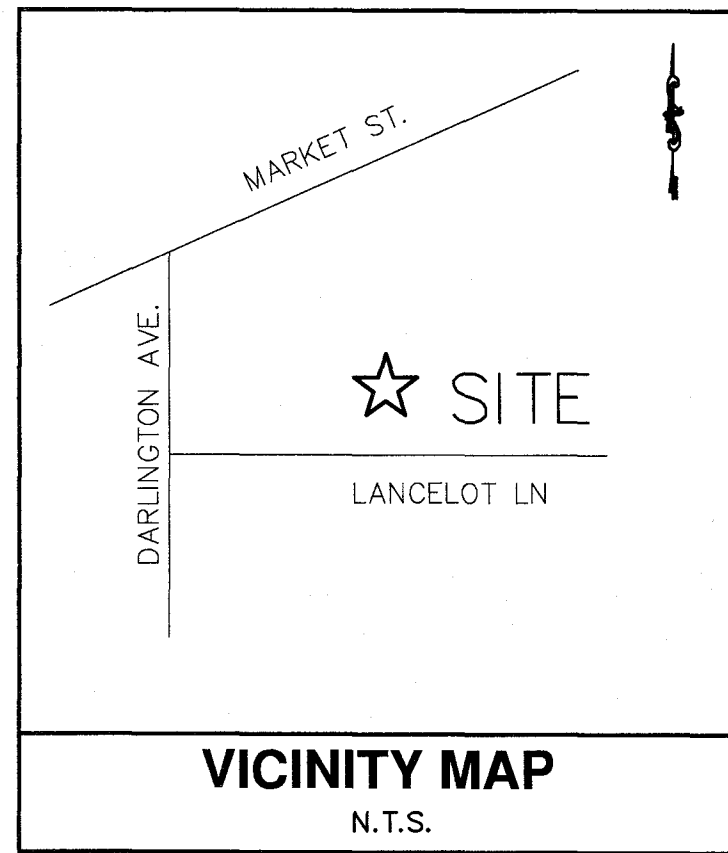 MARKET ST.
DARLINGTON AVE.
SITE
LANCELOT LN
VICINITY MAP
N.T.S.